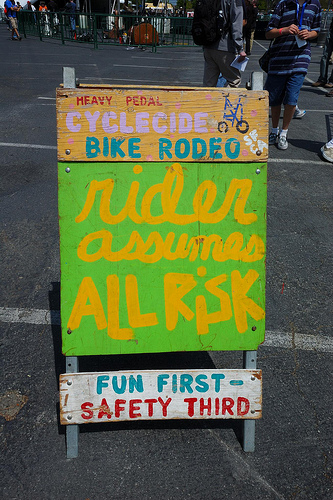 HEAVY PEDAL
CYCLECIDE
BIKE RODEO
rider
assumes
ALL RiSK
FUN FIRST-
SAFETY THIRD